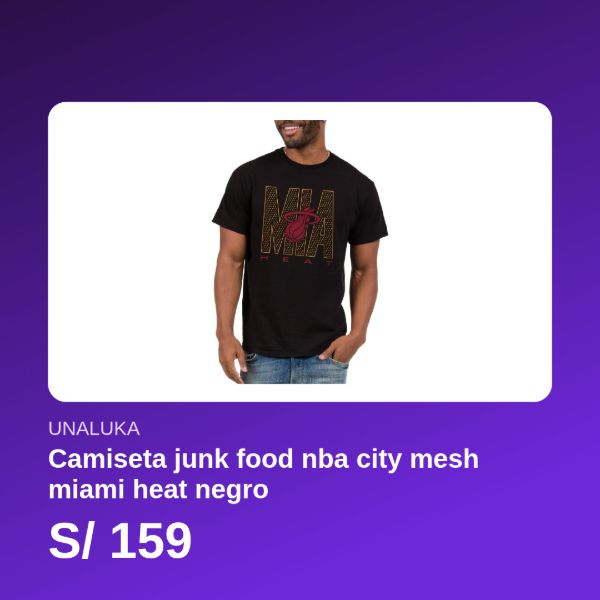 MIA
HEAT
UNALUKA
Camiseta junk food nba city mesh
miami heat negro
S/ 159